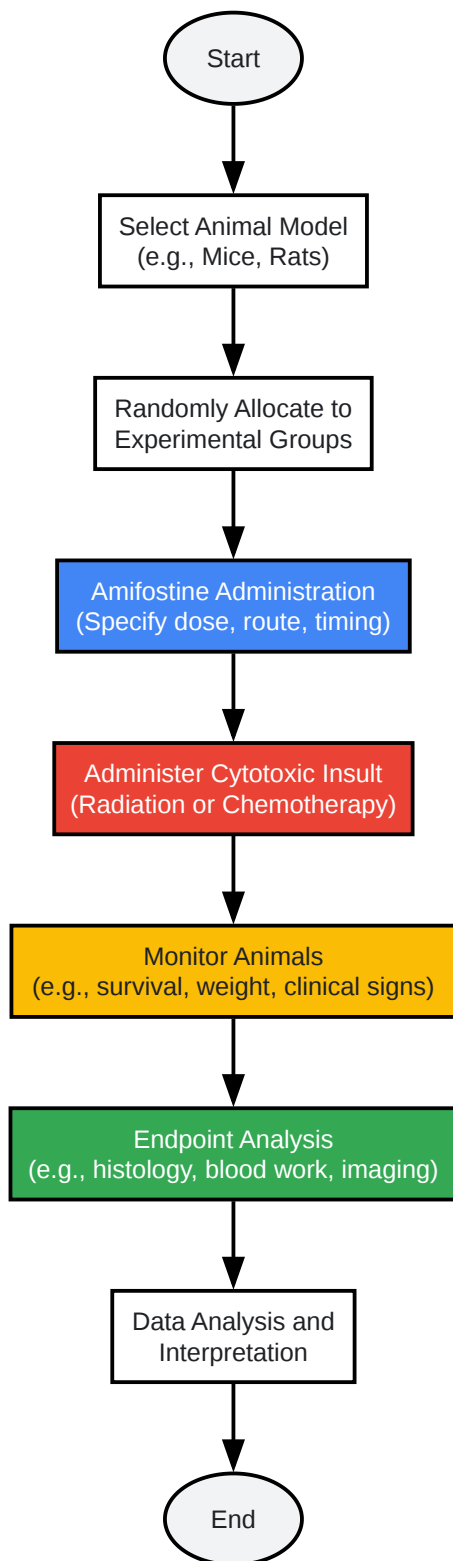 Start
Select Animal Model
(e.g., Mice, Rats)
Randomly Allocate to
Experimental Groups
Amifostine Administration
(Specify dose, route, timing)
Administer Cytotoxic Insult
(Radiation or Chemotherapy)
Monitor Animals
(e.g., survival, weight, clinical signs)
Endpoint Analysis
(e.g., histology, blood work, imaging)
Data Analysis and
Interpretation
End